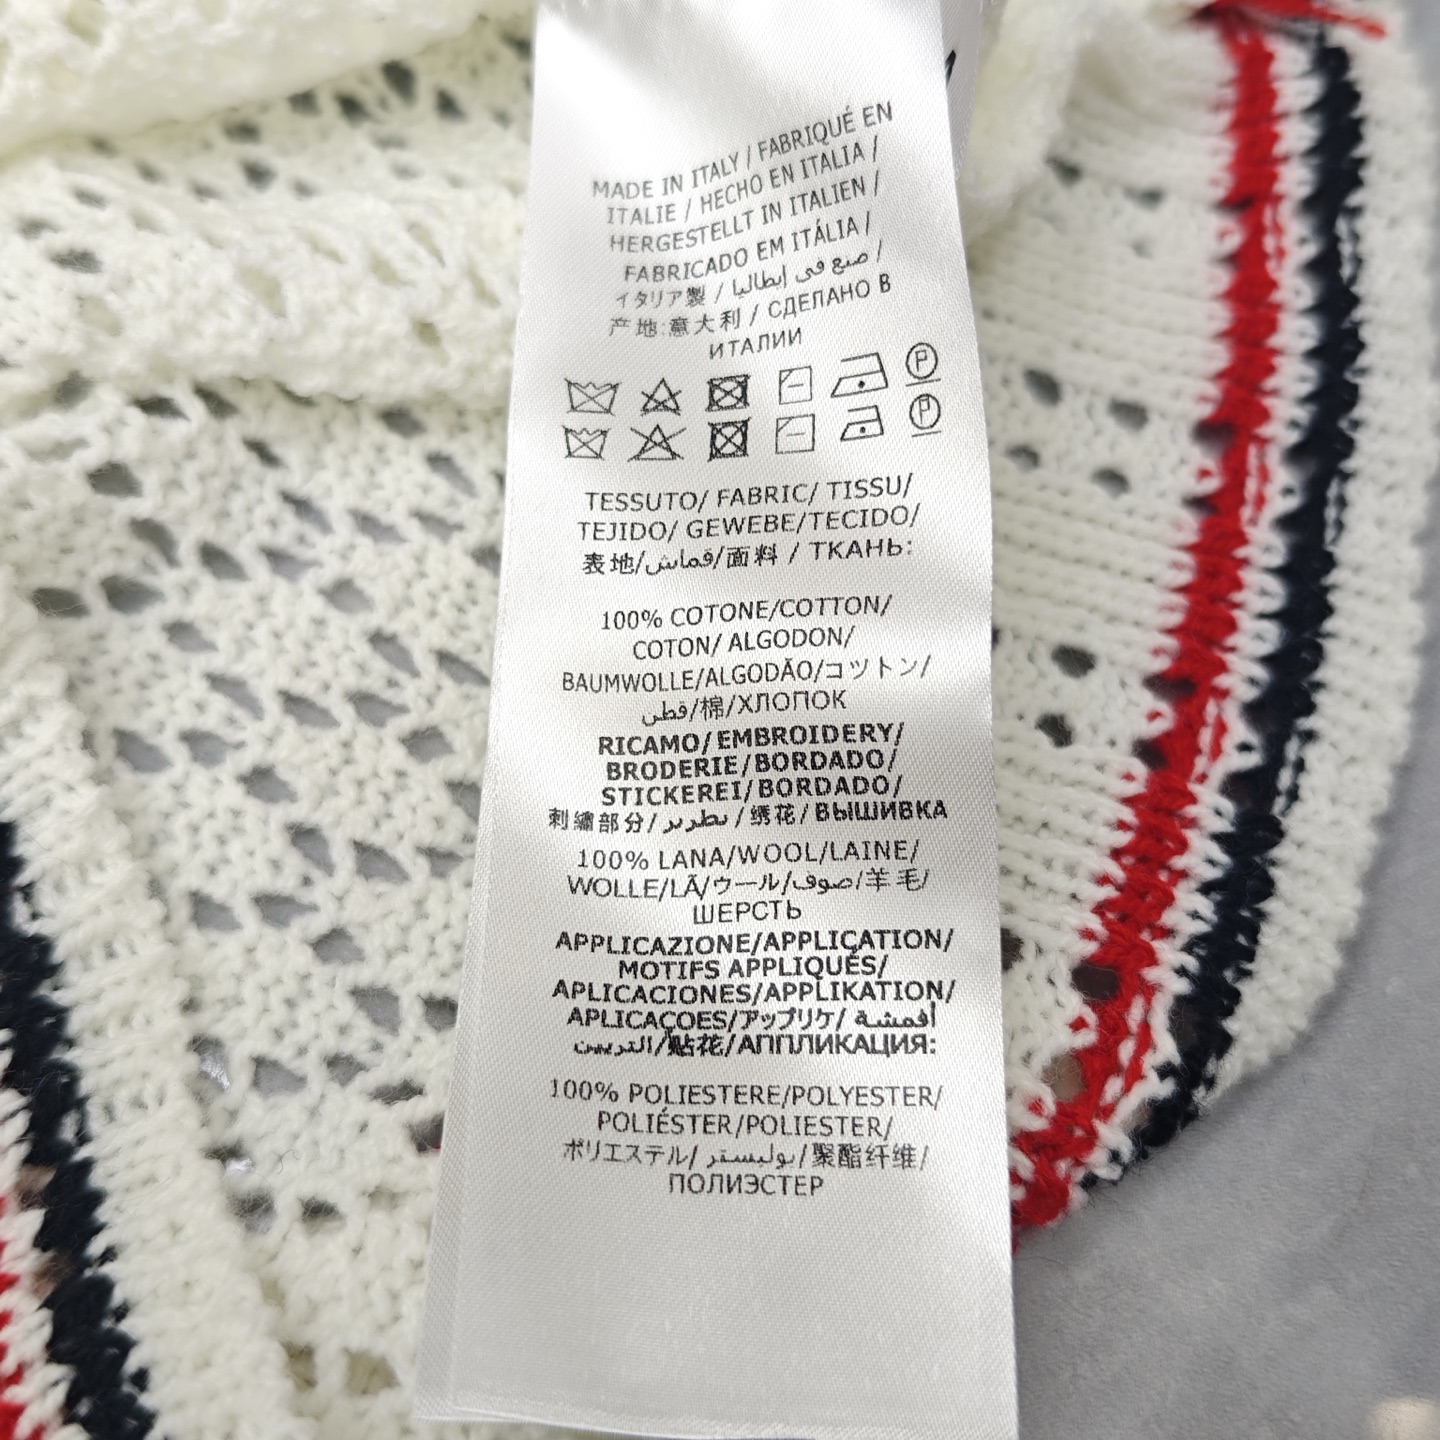 MADE IN ITALY / FABRIQUÉ EN
ITALIE / HECHO EN ITALIA /
HERGESTELLT IN ITALIEN /
FABRICADO EM ITÁLIA /
イタリア製 / صنع في إيطاليا /
产地:意大利 / СДЕЛАНО В
ИТАЛИИ
P
P
TESSUTO/ FABRIC/ TISSU/
TEJIDO/ GEWEBE/TECIDO/
表地/قماش/面料 / ТКАНЬ:
100% COTONE/COTTON/
COTON/ ALGODON/
BAUMWOLLE/ALGODÃO/コツトン/
قطن/棉/ХЛОПОК
RICAMO/EMBROIDERY/
BRODERIE/BORDADO/
STICKEREI/BORDADO/
刺繍部分/تطريز/绣花/ВЫШИВКА
100% LANA/WOOL/LAINE/
WOLLE/LÃ/ウール/صوف/羊毛/
ШЕРСТЬ
APPLICAZIONE/APPLICATION/
MOTIFS APPLIQUÉS/
APLICACIONES/APPLIKATION/
APLICAÇOES/アップリケ/ أقمشة
التزيين/贴花/АППЛИКАЦИЯ:
100% POLIESTERE/POLYESTER/
POLIÉSTER/POLIESTER/
ポリエステル/بوليستر/聚酯纤维/
ПОЛИЭСТЕР